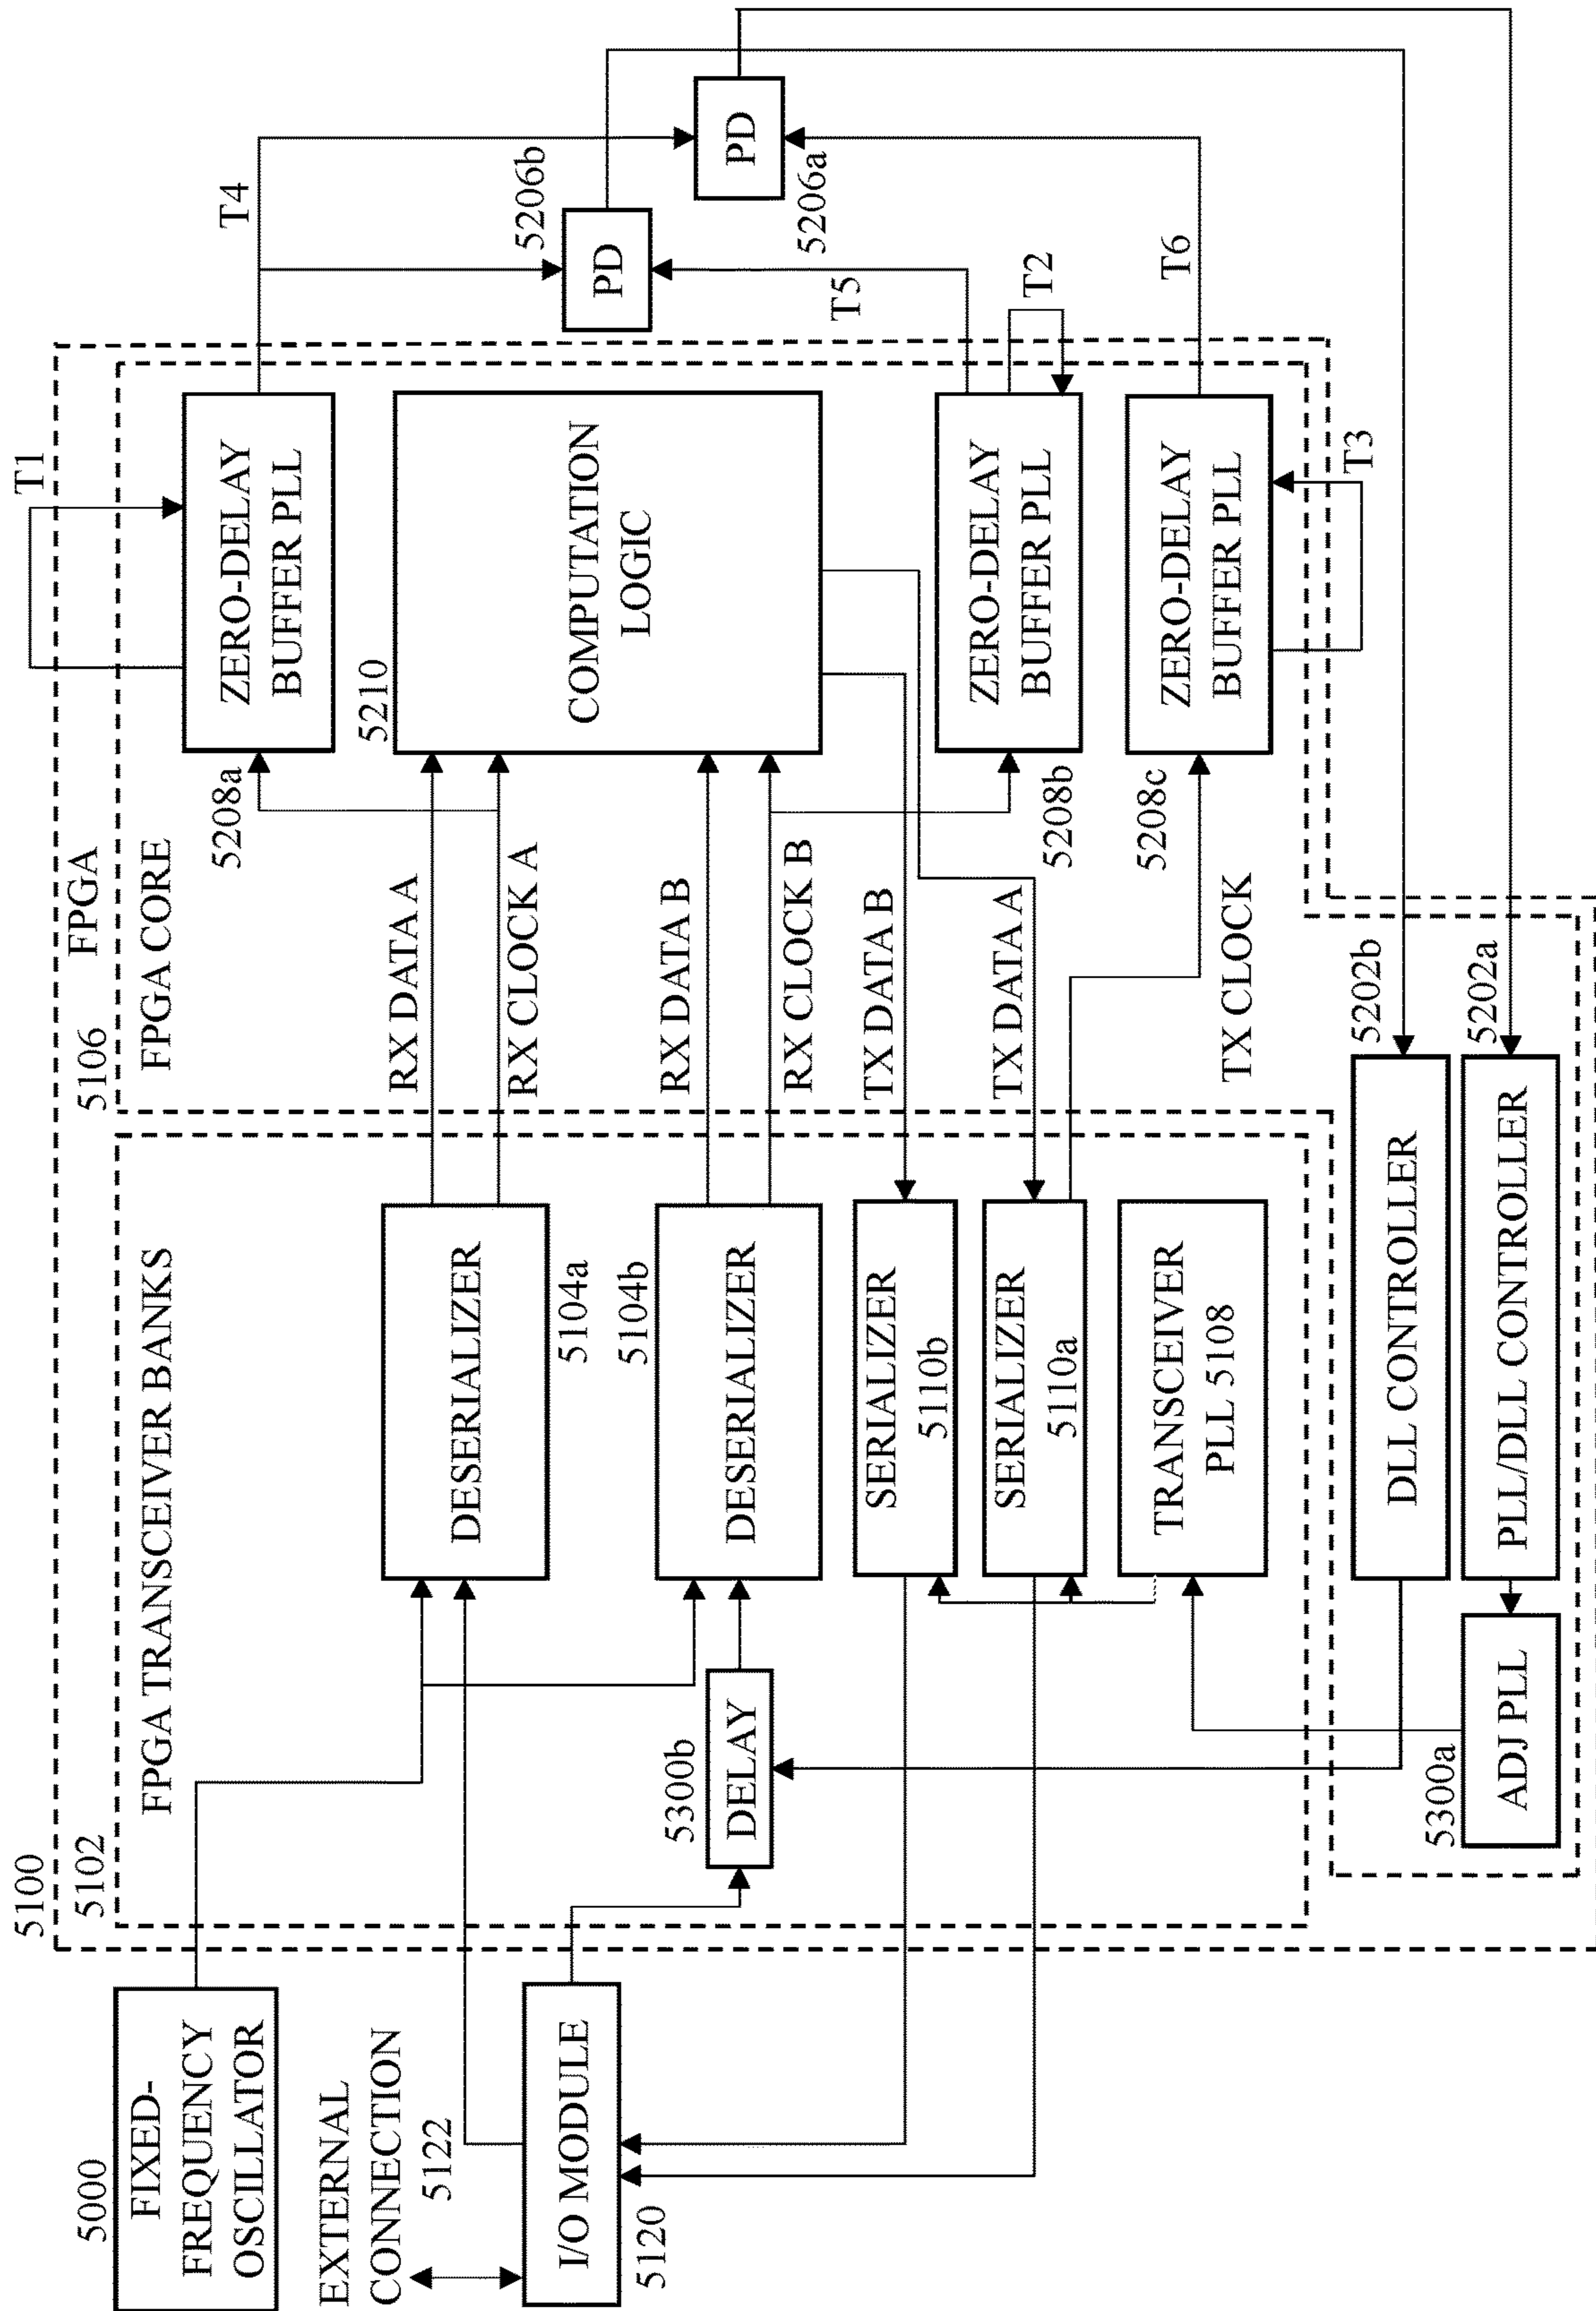 5000
FIXED-
FREQUENCY
OSCILLATOR
EXTERNAL
CONNECTION
5122
I/O MODULE
5120
5100
5102
FPGA TRANSCEIVER BANKS
DESERIALIZER
5104a
5104b
DESERIALIZER
5300b
DELAY
SERIALIZER
5110b
SERIALIZER
5110a
TRANSCEIVER
PLL 5108
5300a
ADJ PLL
DLL CONTROLLER
5202b
PLL/DLL CONTROLLER
5202a
FPGA
5106
FPGA CORE
RX DATA A
RX CLOCK A
RX DATA B
RX CLOCK B
TX DATA B
TX DATA A
TX CLOCK
5208a
ZERO-DELAY
BUFFER PLL
T1
5210
COMPUTATION
LOGIC
5208b
ZERO-DELAY
BUFFER PLL
T2
5208c
ZERO-DELAY
BUFFER PLL
T3
T4
T5
T6
5206b
PD
PD
5206a